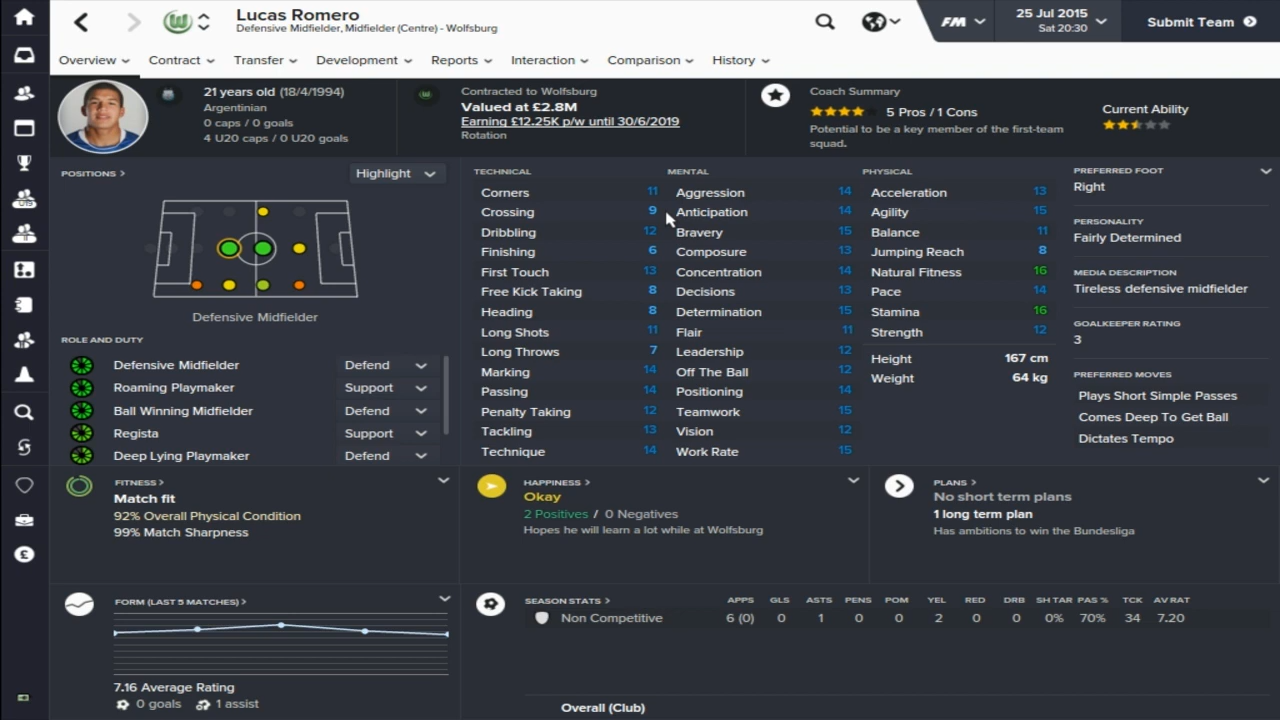 Lucas Romero
Defensive Midfielder, Midfielder (Centre) - Wolfsburg
FM
25 Jul 2015
Sat 20:30
Submit Team
Overview
Contract
Transfer
Development
Reports
Interaction
Comparison
History
21 years old (18/4/1994)
Argentinian
0 caps / 0 goals
4 U20 caps / 0 U20 goals
Contracted to Wolfsburg
Valued at £2.8M
Earning £12.25K p/w until 30/6/2019
Rotation
Coach Summary
5 Pros / 1 Cons
Potential to be a key member of the first-team
squad.
Current Ability
POSITIONS >
Highlight
Defensive Midfielder
ROLE AND DUTY
Defensive Midfielder Defend
Roaming Playmaker Support
Ball Winning Midfielder Defend
Regista Support
Deep Lying Playmaker Defend
TECHNICAL
Corners 11
Crossing 9
Dribbling 12
Finishing 6
First Touch 13
Free Kick Taking 8
Heading 8
Long Shots 11
Long Throws 7
Marking 14
Passing 14
Penalty Taking 12
Tackling 13
Technique 14
MENTAL
Aggression 14
Anticipation 14
Bravery 15
Composure 13
Concentration 14
Decisions 13
Determination 15
Flair 11
Leadership 12
Off The Ball 12
Positioning 14
Teamwork 15
Vision 12
Work Rate 15
PHYSICAL
Acceleration 13
Agility 15
Balance 11
Jumping Reach 8
Natural Fitness 16
Pace 14
Stamina 16
Strength 12
Height 167 cm
Weight 64 kg
PREFERRED FOOT
Right
PERSONALITY
Fairly Determined
MEDIA DESCRIPTION
Tireless defensive midfielder
GOALKEEPER RATING
3
PREFERRED MOVES
Plays Short Simple Passes
Comes Deep To Get Ball
Dictates Tempo
FITNESS >
Match fit
92% Overall Physical Condition
99% Match Sharpness
HAPPINESS >
Okay
2 Positives / 0 Negatives
Hopes he will learn a lot while at Wolfsburg
PLANS >
No short term plans
1 long term plan
Has ambitions to win the Bundesliga
FORM (LAST 5 MATCHES) >
7.16 Average Rating
0 goals 1 assist
SEASON STATS > APPS GLS ASTS PENS POM YEL RED DRB SH TAR PAS % TCK AV RAT
Non Competitive 6 (0) 0 1 0 0 2 0 0 0% 70% 34 7.20
Overall (Club)